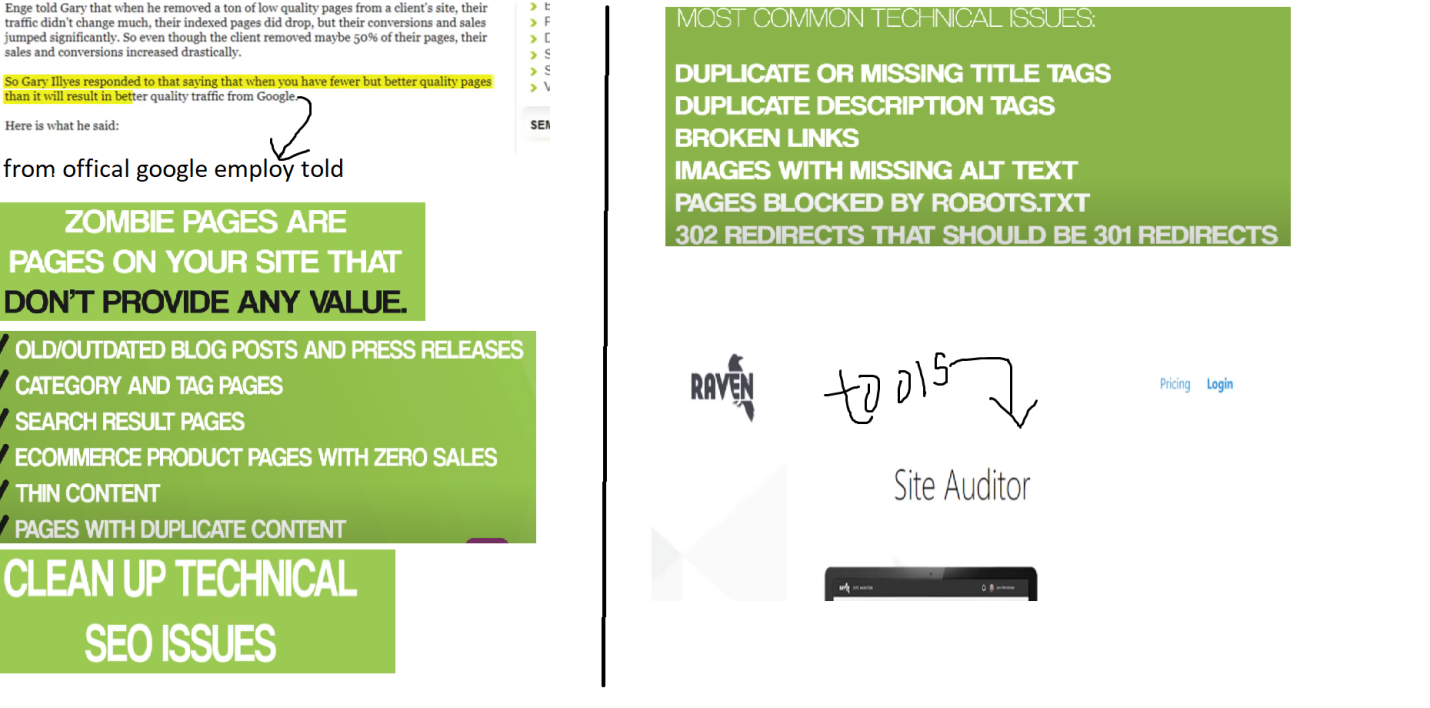 Enge told Gary that when he removed a ton of low quality pages from a client's site, their
traffic didn't change much, their indexed pages did drop, but their conversions and sales
jumped significantly. So even though the client removed maybe 50% of their pages, their
sales and conversions increased drastically.
So Gary Illyes responded to that saying that when you have fewer but better quality pages
than it will result in better quality traffic from Google.
Here is what he said:
SEM
from offical google employ told
ZOMBIE PAGES ARE
PAGES ON YOUR SITE THAT
DON'T PROVIDE ANY VALUE.
OLD/OUTDATED BLOG POSTS AND PRESS RELEASES
CATEGORY AND TAG PAGES
SEARCH RESULT PAGES
ECOMMERCE PRODUCT PAGES WITH ZERO SALES
THIN CONTENT
PAGES WITH DUPLICATE CONTENT
CLEAN UP TECHNICAL
SEO ISSUES
MOST COMMON TECHNICAL ISSUES:
DUPLICATE OR MISSING TITLE TAGS
DUPLICATE DESCRIPTION TAGS
BROKEN LINKS
IMAGES WITH MISSING ALT TEXT
PAGES BLOCKED BY ROBOTS.TXT
302 REDIRECTS THAT SHOULD BE 301 REDIRECTS
RAVEN
tools
Pricing Login
Site Auditor
SITE AUDITOR